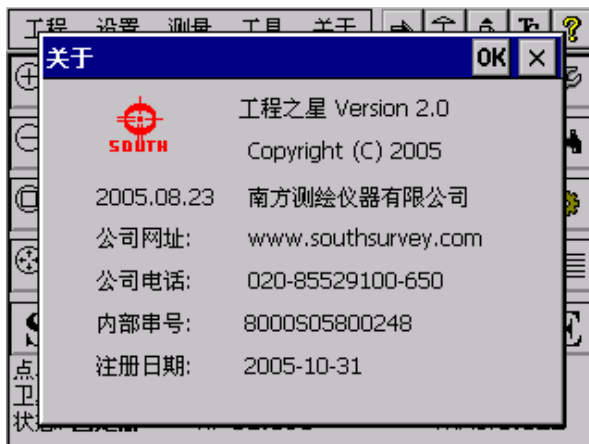 工程 设置 测量 工具 关于
关于 OK ×
工程之星 Version 2.0
SOUTH
Copyright (C) 2005
2005.08.23 南方测绘仪器有限公司
公司网址: www.southsurvey.com
公司电话: 020-85529100-650
内部串号: 8000S05800248
注册日期: 2005-10-31
点
卫
状态